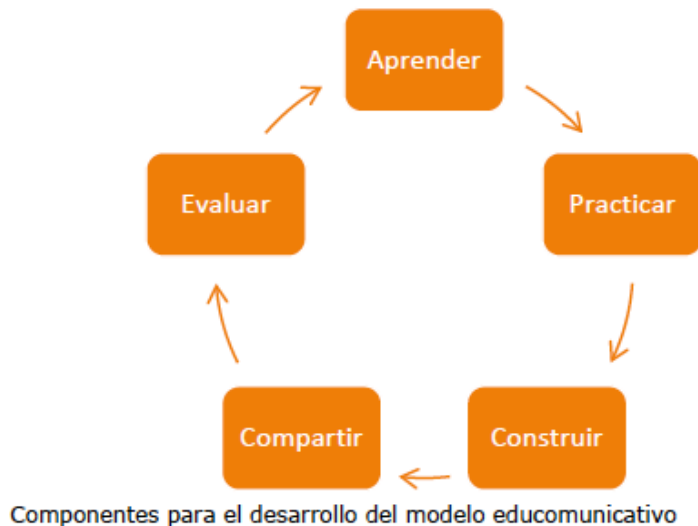 Aprender
Practicar
Construir
Compartir
Evaluar
Componentes para el desarrollo del modelo educomunicativo